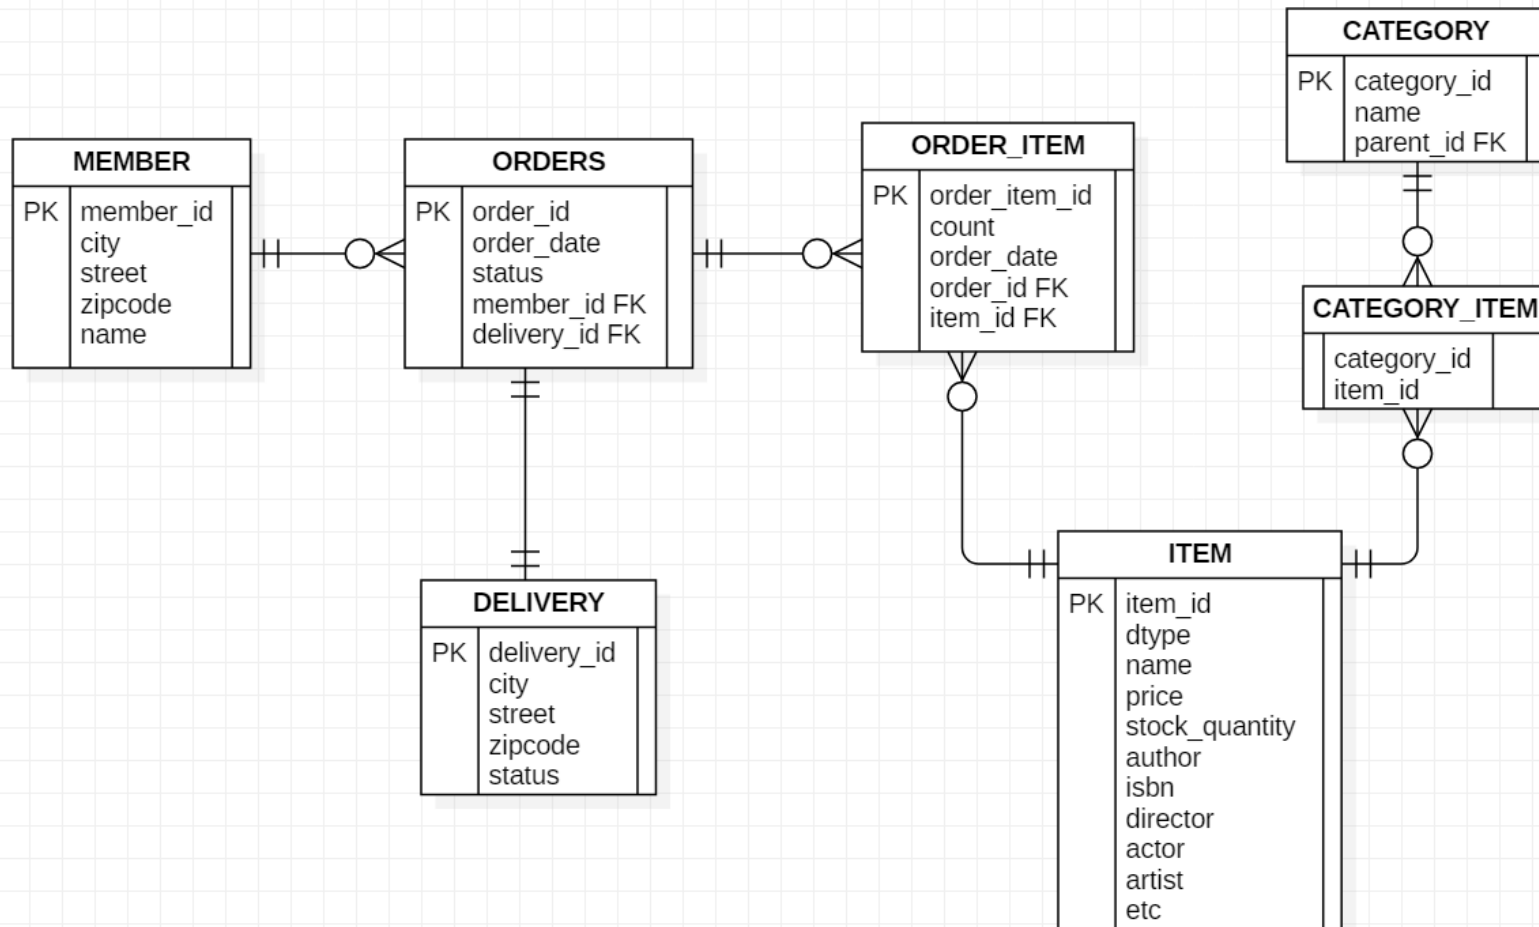 MEMBER
PK member_id
city
street
zipcode
name
ORDERS
PK order_id
order_date
status
member_id FK
delivery_id FK
ORDER_ITEM
PK order_item_id
count
order_date
order_id FK
item_id FK
CATEGORY
PK category_id
name
parent_id FK
CATEGORY_ITEM
category_id
item_id
DELIVERY
PK delivery_id
city
street
zipcode
status
ITEM
PK item_id
dtype
name
price
stock_quantity
author
isbn
director
actor
artist
etc